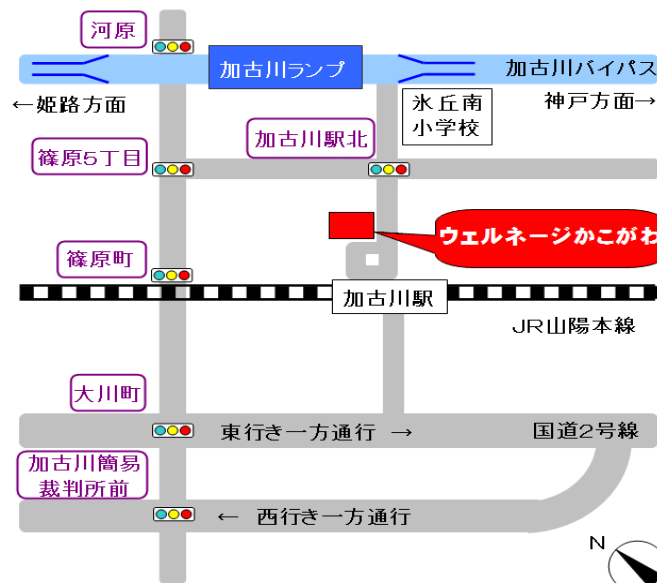 河原
加古川ランプ
加古川バイパス
←姫路方面
氷丘南
小学校
神戸方面→
篠原5丁目
加古川駅北
ウェルネージかこがわ
篠原町
加古川駅
JR山陽本線
大川町
東行き一方通行 →
国道2号線
加古川簡易
裁判所前
← 西行き一方通行
N